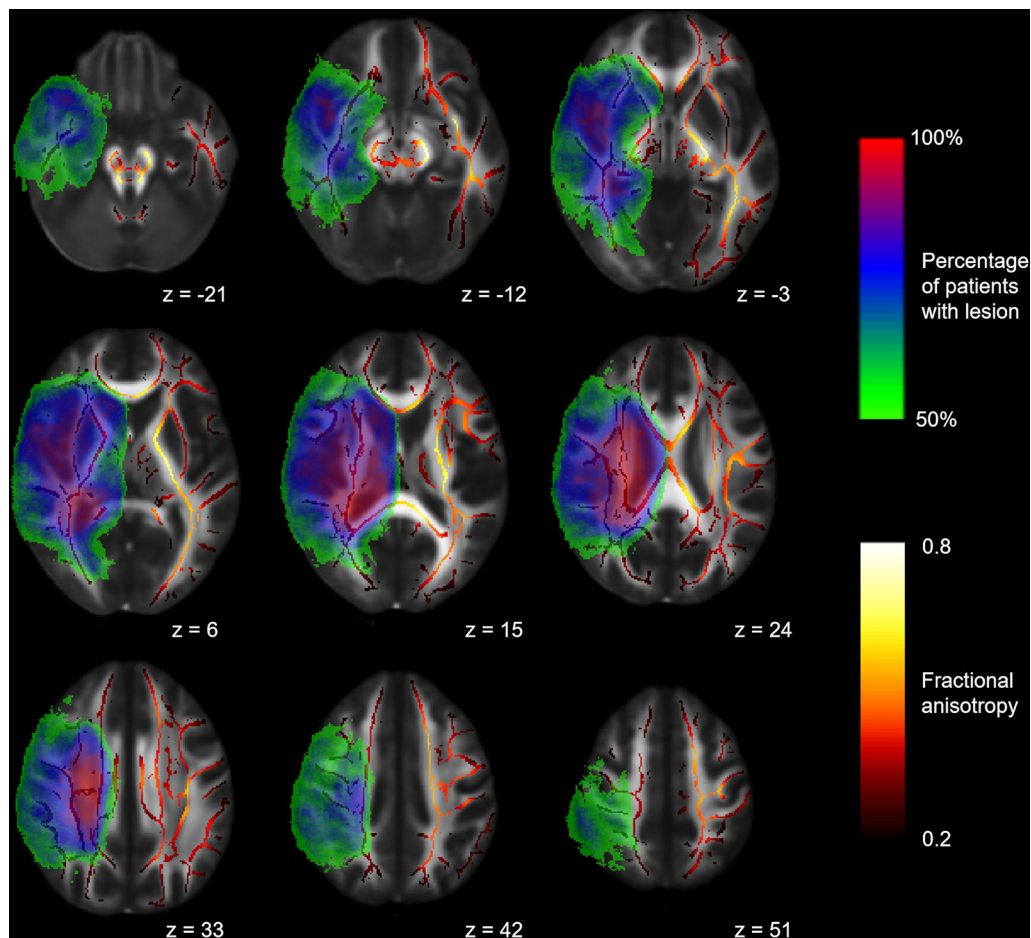 z = -21
z = -12
z = -3
100%
Percentage
of patients
with lesion
50%
z = 6
z = 15
z = 24
0.8
Fractional
anisotropy
0.2
z = 33
z = 42
z = 51